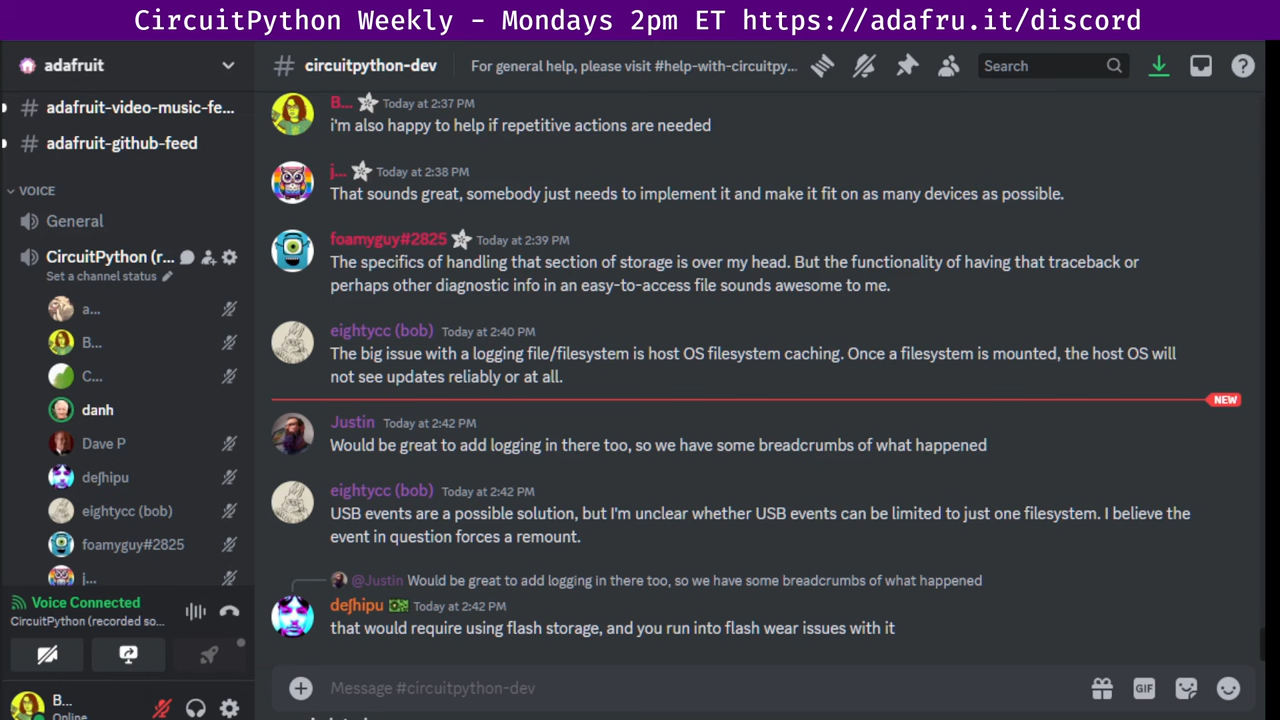 CircuitPython Weekly - Mondays 2pm ET https://adafru.it/discord
adafruit
adafruit-video-music-fe...
adafruit-github-feed
VOICE
General
CircuitPython (r...
Set a channel status
a...
B...
C...
danh
Dave P
deʃhipu
eightycc (bob)
foamyguy#2825
j...
Voice Connected
CircuitPython (recorded so...
B...
Online
# circuitpython-dev
For general help, please visit #help-with-circuitpy...
Search
B... Today at 2:37 PM
i'm also happy to help if repetitive actions are needed
j... Today at 2:38 PM
That sounds great, somebody just needs to implement it and make it fit on as many devices as possible.
foamyguy#2825 Today at 2:39 PM
The specifics of handling that section of storage is over my head. But the functionality of having that traceback or
perhaps other diagnostic info in an easy-to-access file sounds awesome to me.
eightycc (bob) Today at 2:40 PM
The big issue with a logging file/filesystem is host OS filesystem caching. Once a filesystem is mounted, the host OS will
not see updates reliably or at all.
NEW
Justin Today at 2:42 PM
Would be great to add logging in there too, so we have some breadcrumbs of what happened
eightycc (bob) Today at 2:42 PM
USB events are a possible solution, but I'm unclear whether USB events can be limited to just one filesystem. I believe the
event in question forces a remount.
@Justin Would be great to add logging in there too, so we have some breadcrumbs of what happened
deʃhipu Today at 2:42 PM
that would require using flash storage, and you run into flash wear issues with it
Message #circuitpython-dev
GIF